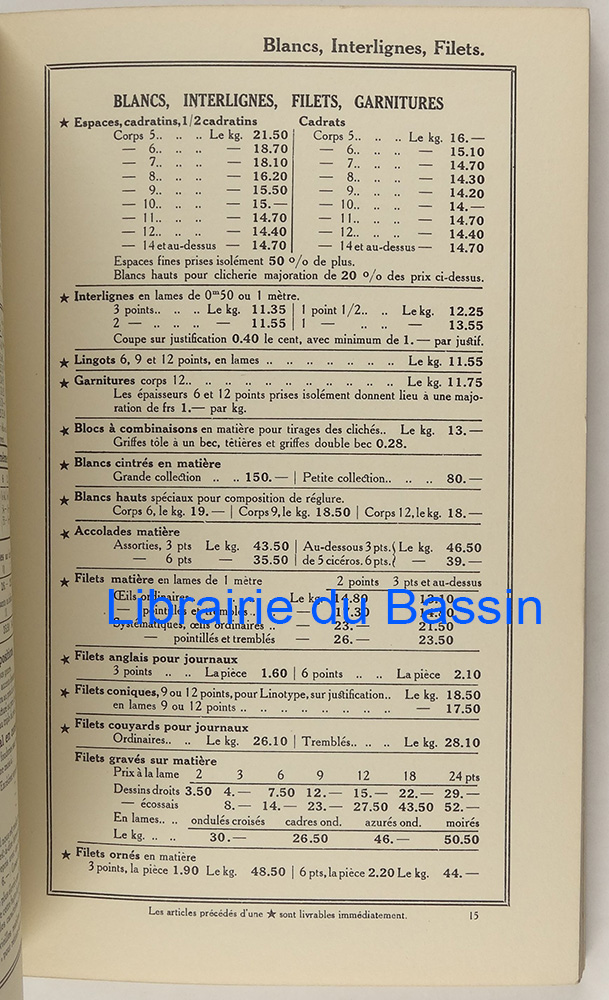 Blancs, Interlignes, Filets.
BLANCS, INTERLIGNES, FILETS, GARNITURES
★ Espaces, cadratins, 1/2 cadratins Cadrats
Corps 5.. .. .. Le kg. 21.50 Corps 5.. .. .. Le kg. 16.—
— 6.. .. .. — 18.70 — 6.. .. .. — 15.10
— 7.. .. .. — 18.10 — 7.. .. .. — 14.70
— 8.. .. .. — 16.20 — 8.. .. .. — 14.30
— 9.. .. .. — 15.50 — 9.. .. .. — 14.20
— 10.. .. .. — 15.— — 10.. .. .. — 14.—
— 11.. .. .. — 14.70 — 11.. .. .. — 14.70
— 12.. .. .. — 14.40 — 12.. .. .. — 14.40
— 14 et au-dessus — 14.70 — 14 et au-dessus — 14.70
Espaces fines prises isolément 50 % de plus.
Blancs hauts pour clicherie majoration de 20 % des prix ci-dessus.
★ Interlignes en lames de 0m50 ou 1 mètre.
3 points.. .. .. Le kg. 11.35 | 1 point 1/2.. .. Le kg. 12.25
2 — .. .. .. — 11.55 | 1 — .. .. — 13.55
Coupe sur justification 0.40 le cent, avec minimum de 1.— par justif.
★ Lingots 6, 9 et 12 points, en lames .. .. .. .. .. .. .. Le kg. 11.55
★ Garnitures corps 12.. .. .. .. .. .. .. .. .. .. .. Le kg. 11.75
Les épaisseurs 6 et 12 points prises isolément donnent lieu à une majo-
ration de frs 1.— par kg.
★ Blocs à combinaisons en matière pour tirages des clichés.. Le kg. 13.—
Griffes tôle à un bec, têtières et griffes double bec 0.28.
★ Blancs cintrés en matière
Grande collection .. .. 150.— | Petite collection.. .. .. 80.—
★ Blancs hauts spéciaux pour composition de réglure.
Corps 6, le kg. 19.— | Corps 9, le kg. 18.50 | Corps 12, le kg. 18.—
★ Accolades matière
Assorties, 3 pts Le kg. 43.50 | Au-dessous 3 pts. { Le kg. 46.50
— 6 pts — 35.50 | de 5 cicéros. 6 pts. { — 39.—
★ Filets matière en lames de 1 mètre 2 points 3 pts et au-dessus
Œils ordinaires Le kg. 14.80 13.10
— pointillés et tremblés..
Systématiques, œils ordinaires .. 23.— 21.50
— pointillés et tremblés — 26.— 23.50
Librairie du Bassin
★ Filets anglais pour journaux
3 points .. .. La pièce 1.60 | 6 points .. .. La pièce 2.10
★ Filets coniques, 9 ou 12 points, pour Linotype, sur justification.. Le kg. 18.50
en lames 9 ou 12 points .. .. .. .. .. .. .. .. — 17.50
★ Filets couyards pour journaux
Ordinaires.. .. Le kg. 26.10 | Tremblés.. .. .. Le kg. 28.10
Filets gravés sur matière
Prix à la lame 2 3 6 9 12 18 24 pts
Dessins droits 3.50 4.— 7.50 12.— 15.— 22.— 29.—
— écossais 8.— 14.— 23.— 27.50 43.50 52.—
En lames.. .. ondulés croisés cadres ond. azurés ond. moirés
Le kg. .. .. 30.— 26.50 46.— 50.50
★ Filets ornés en matière
3 points, la pièce 1.90 Le kg. 48.50 | 6 pts, la pièce 2.20 Le kg. 44.—
Les articles précédés d'une ★ sont livrables immédiatement. 15